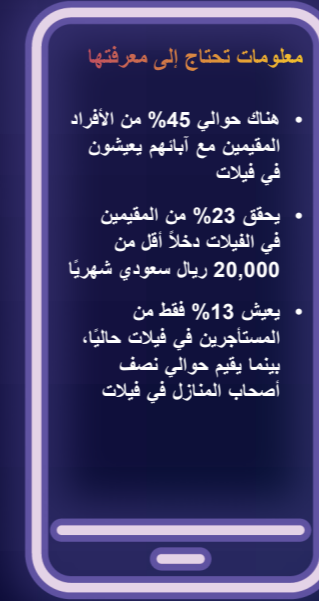 معلومات تحتاج إلى معرفتها
• هناك حوالي 45% من الأفراد
المقيمين مع آبائهم يعيشون
في فيلات
• يحقق 23% من المقيمين
في الفيلات دخلاً أقل من
20,000 ريال سعودي شهريًا
• يعيش 13% فقط من
المستأجرين في فيلات حاليًا،
بينما يقيم حوالي نصف
أصحاب المنازل في فيلات